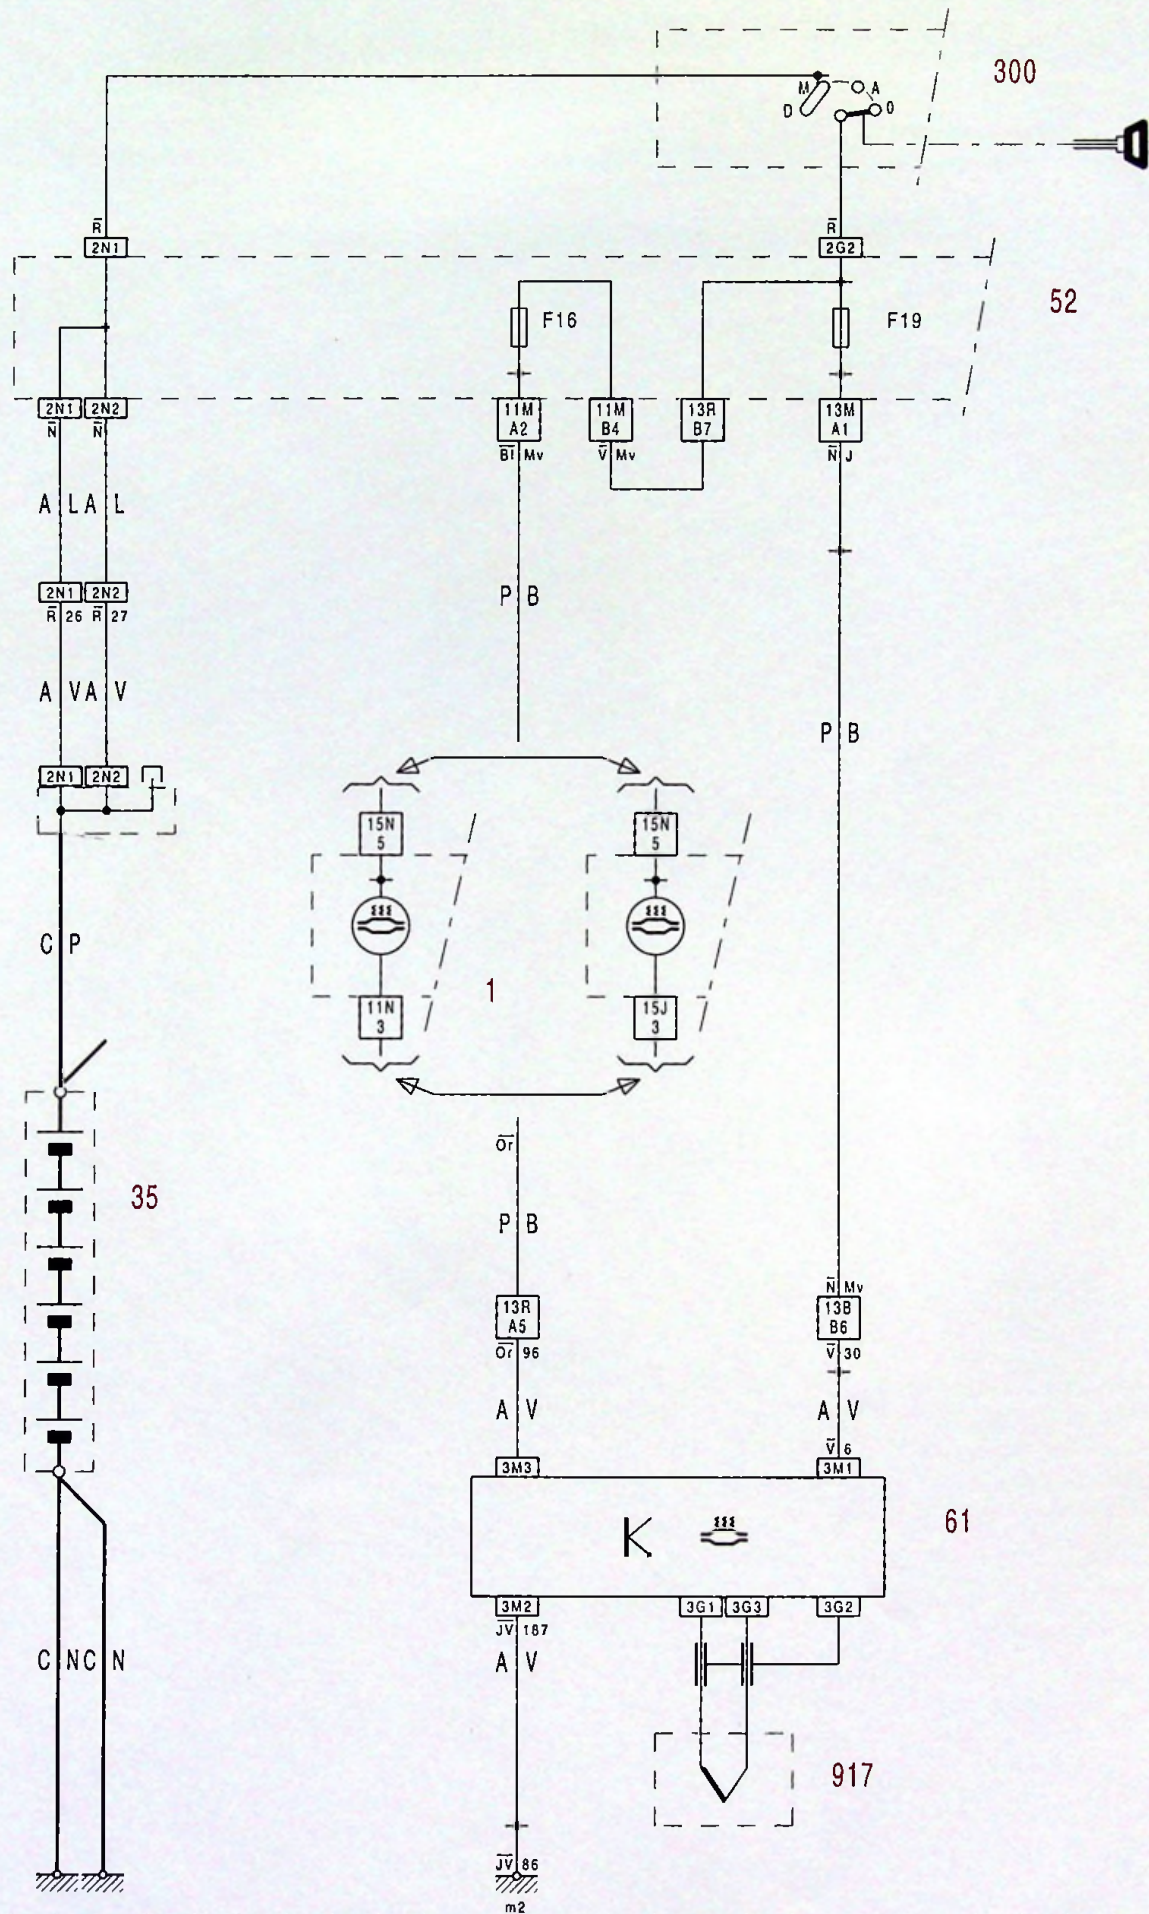 300
M
A
D
0
R
2N1
R
2G2
52
F16
F19
2N1
2N2
11M
A2
11M
B4
13R
B7
13M
A1
N
N
Bl Mv
V Mv
N J
A L A L
2N1
2N2
R 26
R 27
P B
A V A V
P B
2N1
2N2
15N
5
15N
5
C P
1
11N
3
15J
3
Or
35
P B
N Mv
13R
A5
13B
B6
Or 96
V 30
A V
A V
V 6
3M3
3M1
61
K
3M2
3G1
3G3
3G2
JV 187
C N C N
A V
917
JV 86
m2